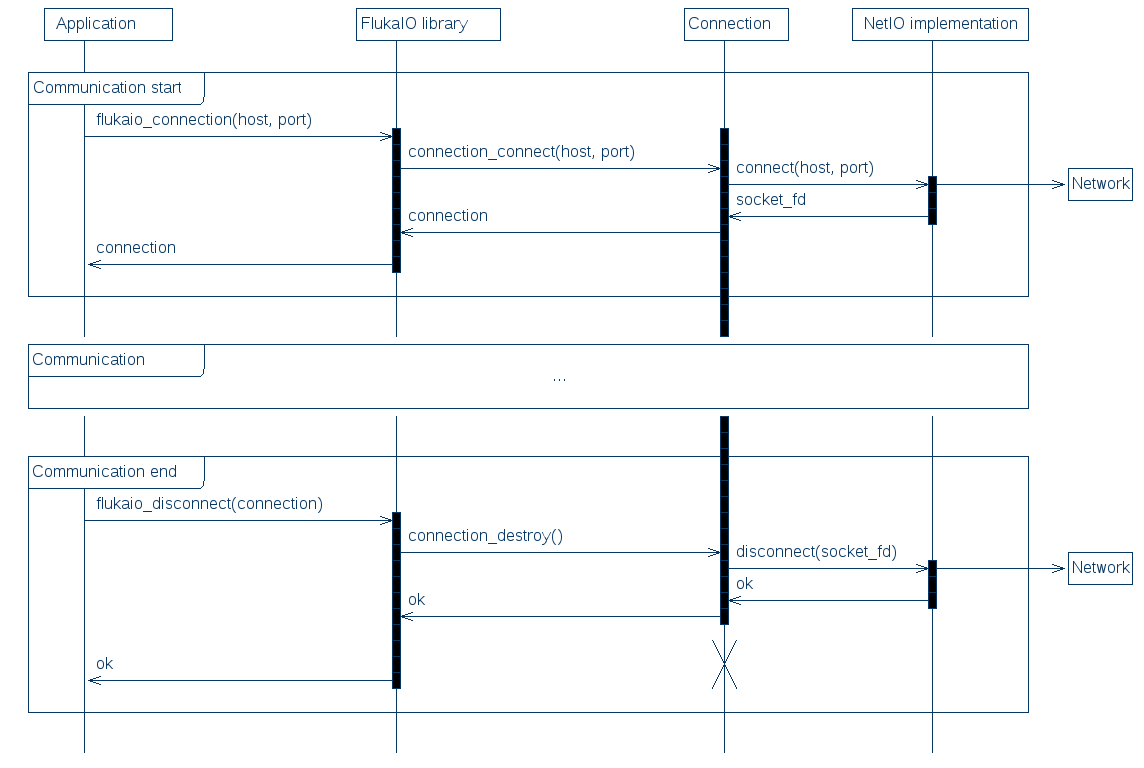 Application
FlukaIO library
Connection
NetIO implementation
Communication start
flukaio_connection(host, port)
connection_connect(host, port)
connect(host, port)
Network
socket_fd
connection
connection
Communication
...
Communication end
flukaio_disconnect(connection)
connection_destroy()
disconnect(socket_fd)
Network
ok
ok
ok